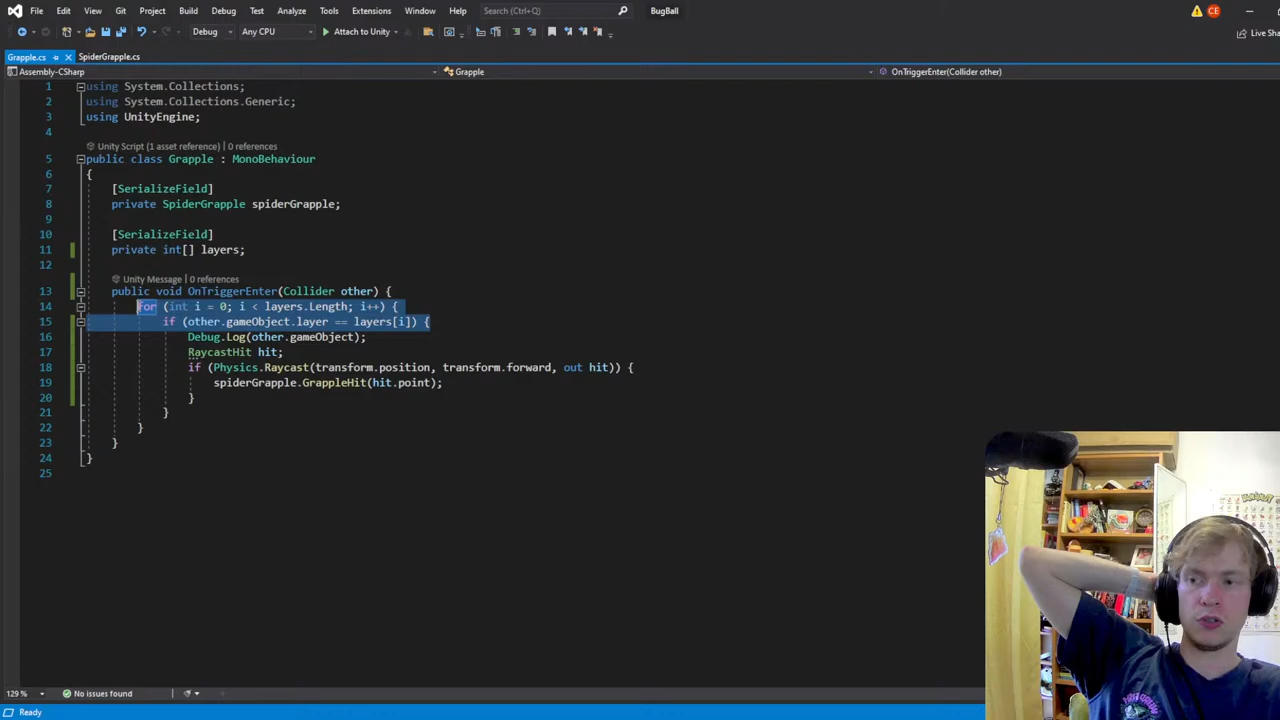 File Edit View Git Project Build Debug Test Analyze Tools Extensions Window Help Search (Ctrl+Q) BugBall CE
Debug Any CPU Attach to Unity Live Sha
Grapple.cs SpiderGrapple.cs
Assembly-CSharp Grapple OnTriggerEnter(Collider other)
1 using System.Collections;
2 using System.Collections.Generic;
3 using UnityEngine;
4
Unity Script (1 asset reference) | 0 references
5 public class Grapple : MonoBehaviour
6 {
7 [SerializeField]
8 private SpiderGrapple spiderGrapple;
9
10 [SerializeField]
11 private int[] layers;
12
Unity Message | 0 references
13 public void OnTriggerEnter(Collider other) {
14 for (int i = 0; i < layers.Length; i++) {
15 if (other.gameObject.layer == layers[i]) {
16 Debug.Log(other.gameObject);
17 RaycastHit hit;
18 if (Physics.Raycast(transform.position, transform.forward, out hit)) {
19 spiderGrapple.GrappleHit(hit.point);
20 }
21 }
22 }
23 }
24 }
25
129 % No issues found
Ready